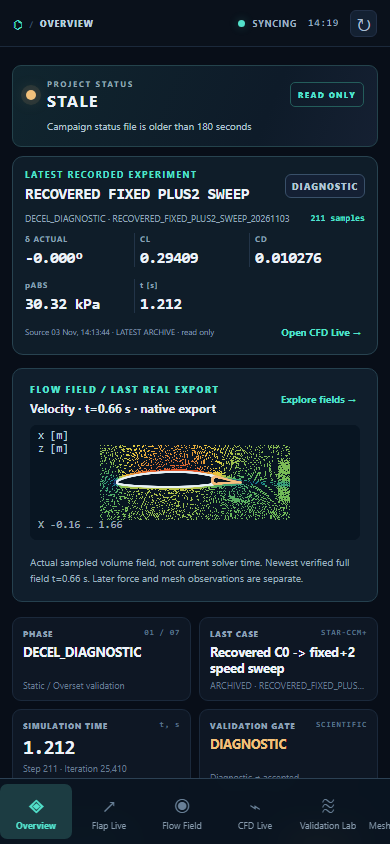 / OVERVIEW
SYNCING 14:19
PROJECT STATUS
STALE
READ ONLY
Campaign status file is older than 180 seconds
LATEST RECORDED EXPERIMENT
RECOVERED FIXED PLUS2 SWEEP
DIAGNOSTIC
DECEL_DIAGNOSTIC · RECOVERED_FIXED_PLUS2_SWEEP_20261103
211 samples
δ ACTUAL CL CD
-0.000° 0.29409 0.010276
pABS t [s]
30.32 kPa 1.212
Source 03 Nov, 14:13:44 · LATEST ARCHIVE · read only
Open CFD Live →
FLOW FIELD / LAST REAL EXPORT
Velocity · t=0.66 s · native export
Explore fields →
X [m]
Z [m]
X -0.16 … 1.66
Actual sampled volume field, not current solver time. Newest verified full
field t=0.66 s. Later force and mesh observations are separate.
PHASE 01 / 07
DECEL_DIAGNOSTIC
Static / Overset validation
LAST CASE STAR-CCM+
Recovered C0 -> fixed+2
speed sweep
ARCHIVED · RECOVERED_FIXED_PLUS…
SIMULATION TIME t, s
1.212
Step 211 · Iteration 25,410
VALIDATION GATE SCIENTIFIC
DIAGNOSTIC
Diagnostic ≠ accepted
Overview
Flap Live
Flow Field
CFD Live
Validation Lab
Mesh